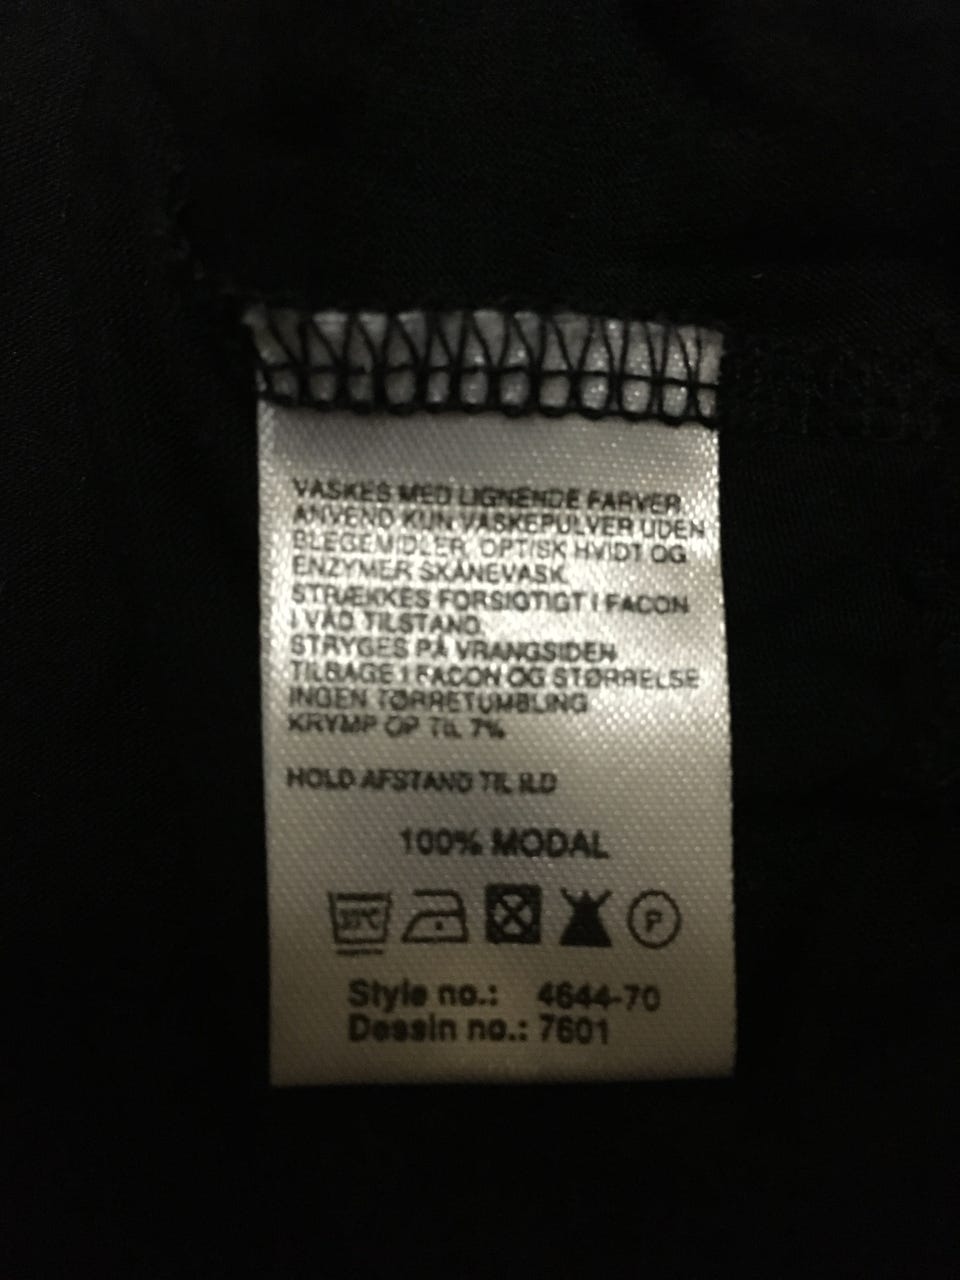 VASKES MED LIGNENDE FARVER
ANVEND KUN VASKEPULVER UDEN
BLEGEMIDLER, OPTISK HVIDT OG
ENZYMER SKÅNEVASK.
STRÆKKES FORSIGTIGT I FACON
I VÅD TILSTAND.
STRYGES PÅ VRANGSIDEN
TILBAGE I FACON OG STØRRELSE
INGEN TØRRETUMBLING
KRYMP OP TIL 7%
HOLD AFSTAND TIL ILD
100% MODAL
30°C P
Style no.: 4644-70
Dessin no.: 7601